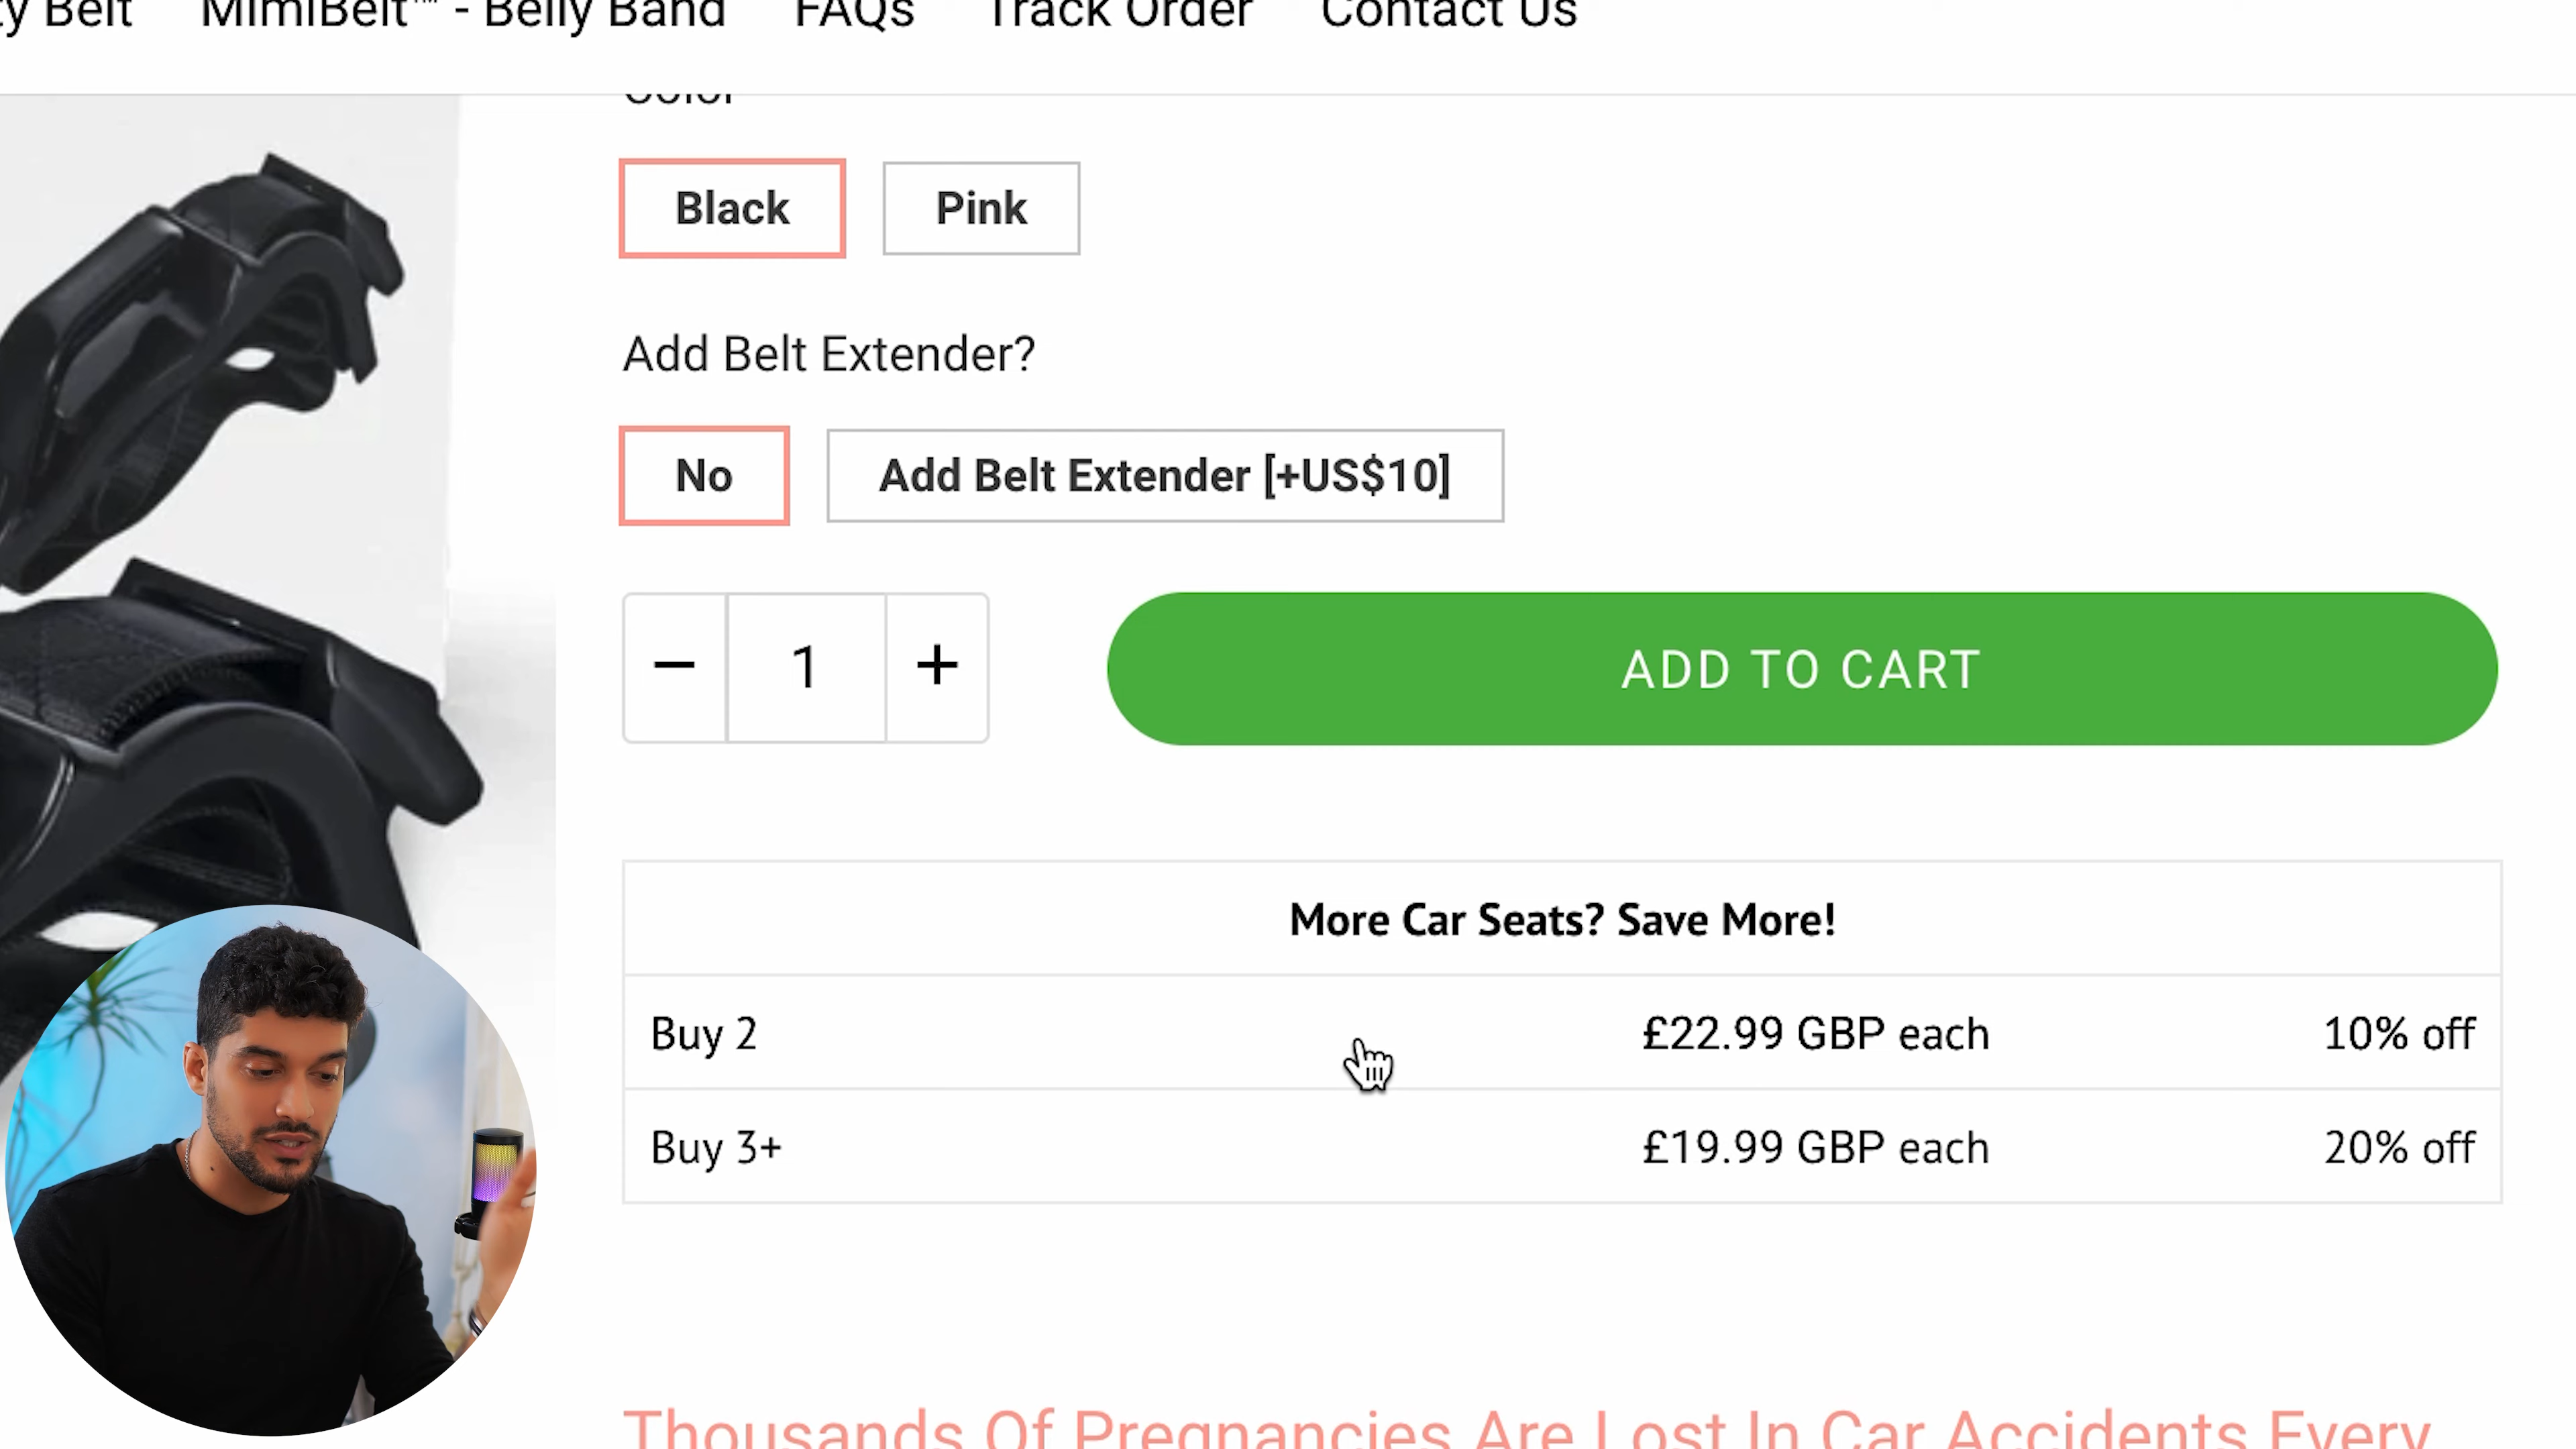 Belt MimiBelt™ - Belly Band FAQs Track Order Contact Us
Color
Black Pink
Add Belt Extender?
No Add Belt Extender [+US$10]
− 1 + ADD TO CART
More Car Seats? Save More!
Buy 2 £22.99 GBP each 10% off
Buy 3+ £19.99 GBP each 20% off
Thousands Of Pregnancies Are Lost In Car Accidents Every